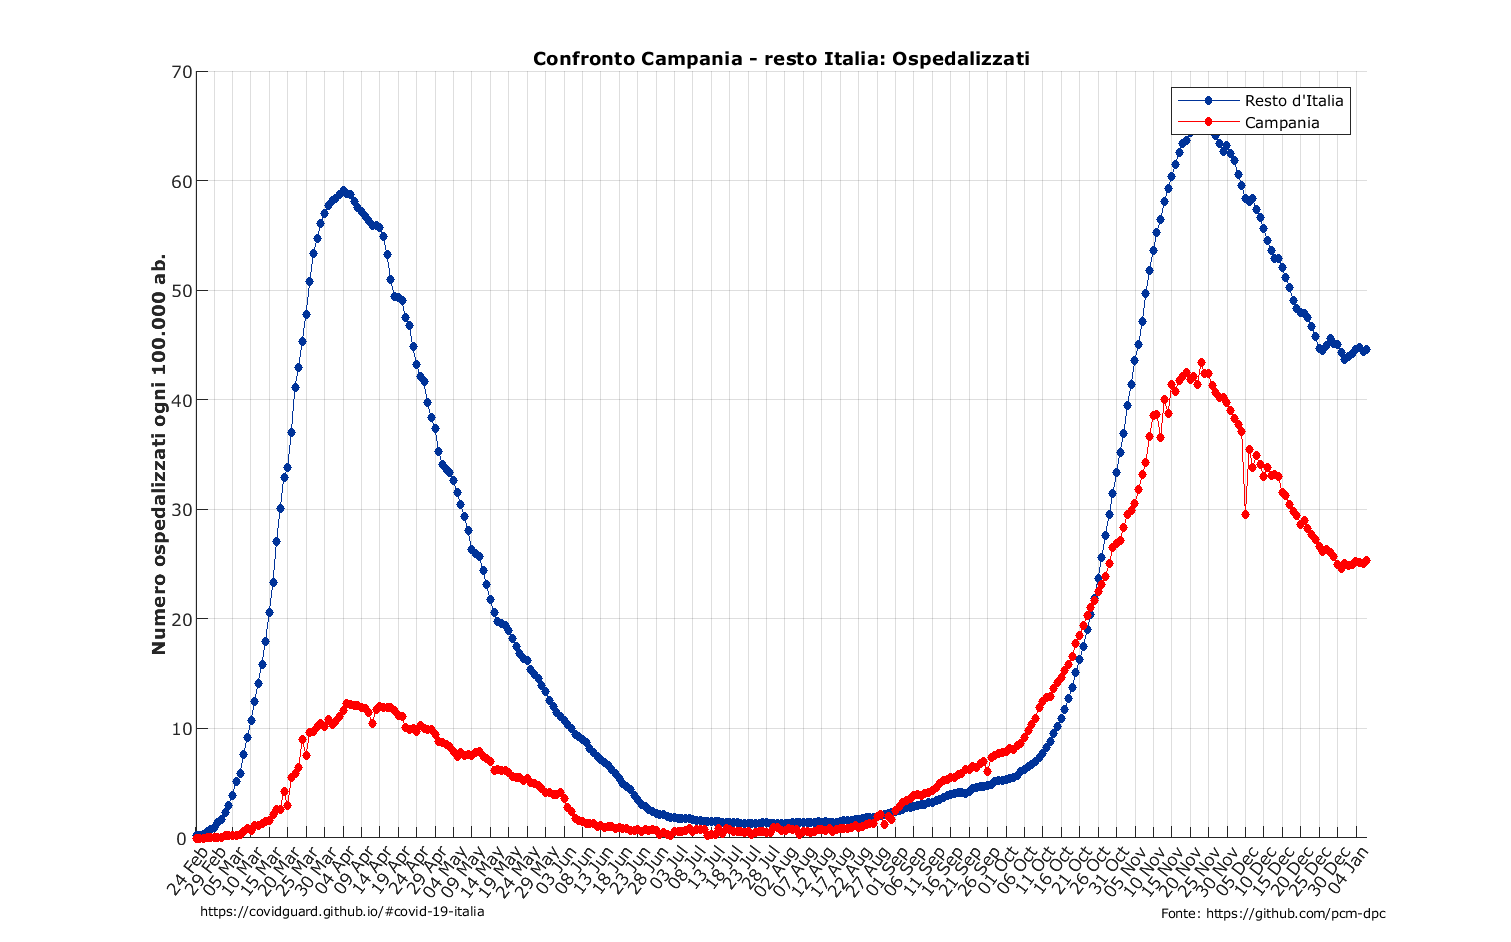 Confronto Campania - resto Italia: Ospedalizzati
Resto d'Italia
Campania
Numero ospedalizzati ogni 100.000 ab.
70
60
50
40
30
20
10
0
24 Feb
29 Feb
05 Mar
10 Mar
15 Mar
20 Mar
25 Mar
30 Mar
04 Apr
09 Apr
14 Apr
19 Apr
24 Apr
29 Apr
04 May
09 May
14 May
19 May
24 May
29 May
03 Jun
08 Jun
13 Jun
18 Jun
23 Jun
28 Jun
03 Jul
08 Jul
13 Jul
18 Jul
23 Jul
28 Jul
02 Aug
07 Aug
12 Aug
17 Aug
22 Aug
27 Aug
01 Sep
06 Sep
11 Sep
16 Sep
21 Sep
26 Sep
01 Oct
06 Oct
11 Oct
16 Oct
21 Oct
26 Oct
31 Oct
05 Nov
10 Nov
15 Nov
20 Nov
25 Nov
30 Nov
05 Dec
10 Dec
15 Dec
20 Dec
25 Dec
30 Dec
04 Jan
https://covidguard.github.io/#covid-19-italia
Fonte: https://github.com/pcm-dpc